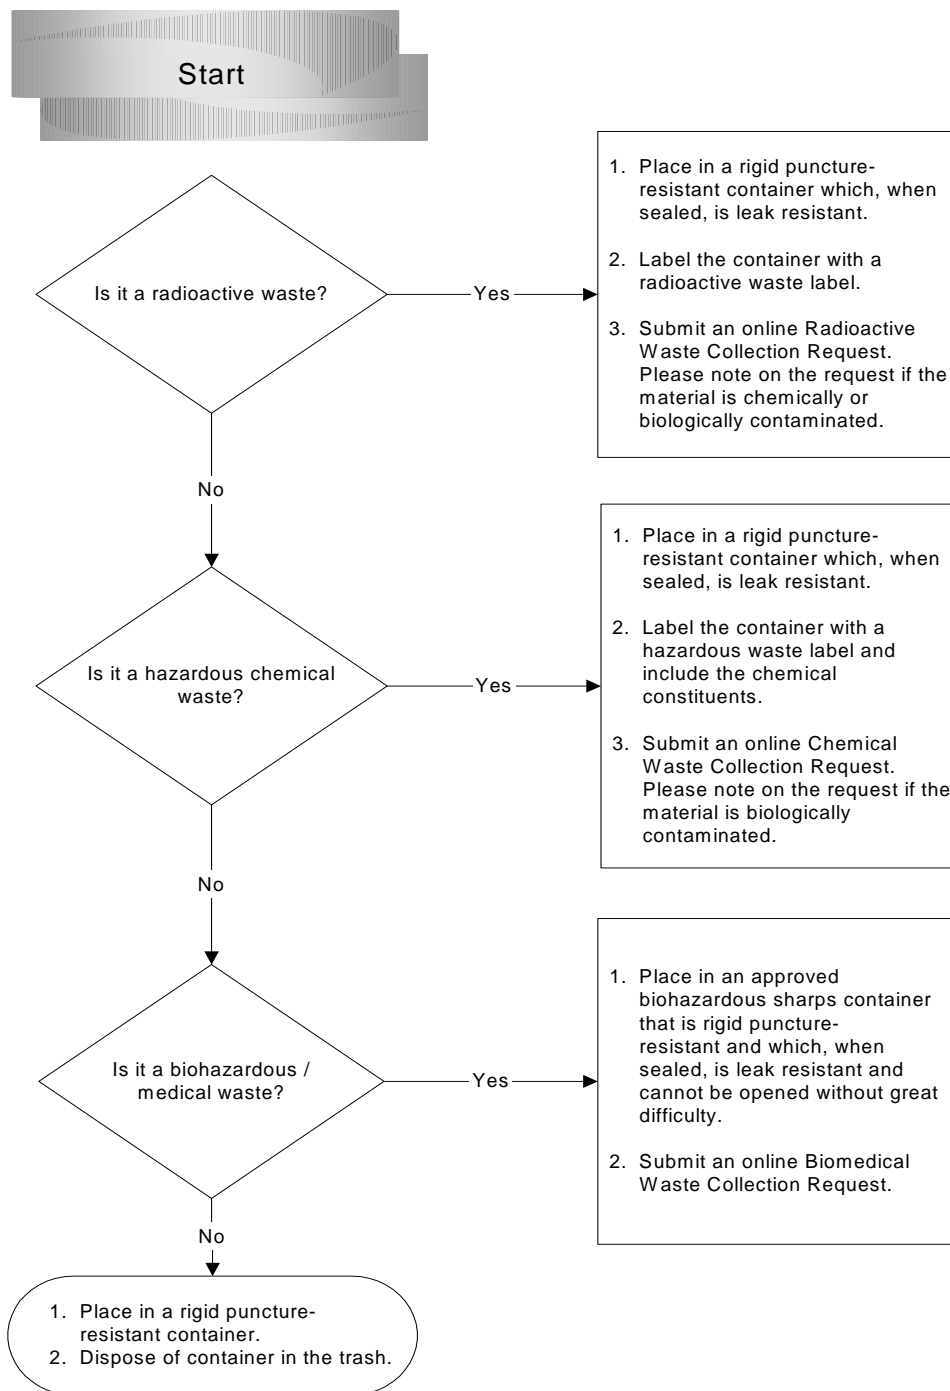 Start
Is it a radioactive waste?
Yes
1. Place in a rigid puncture-
resistant container which, when
sealed, is leak resistant.
2. Label the container with a
radioactive waste label.
3. Submit an online Radioactive
Waste Collection Request.
Please note on the request if the
material is chemically or
biologically contaminated.
No
Is it a hazardous chemical
waste?
Yes
1. Place in a rigid puncture-
resistant container which, when
sealed, is leak resistant.
2. Label the container with a
hazardous waste label and
include the chemical
constituents.
3. Submit an online Chemical
Waste Collection Request.
Please note on the request if the
material is biologically
contaminated.
No
Is it a biohazardous /
medical waste?
Yes
1. Place in an approved
biohazardous sharps container
that is rigid puncture-
resistant and which, when
sealed, is leak resistant and
cannot be opened without great
difficulty.
2. Submit an online Biomedical
Waste Collection Request.
No
1. Place in a rigid puncture-
resistant container.
2. Dispose of container in the trash.